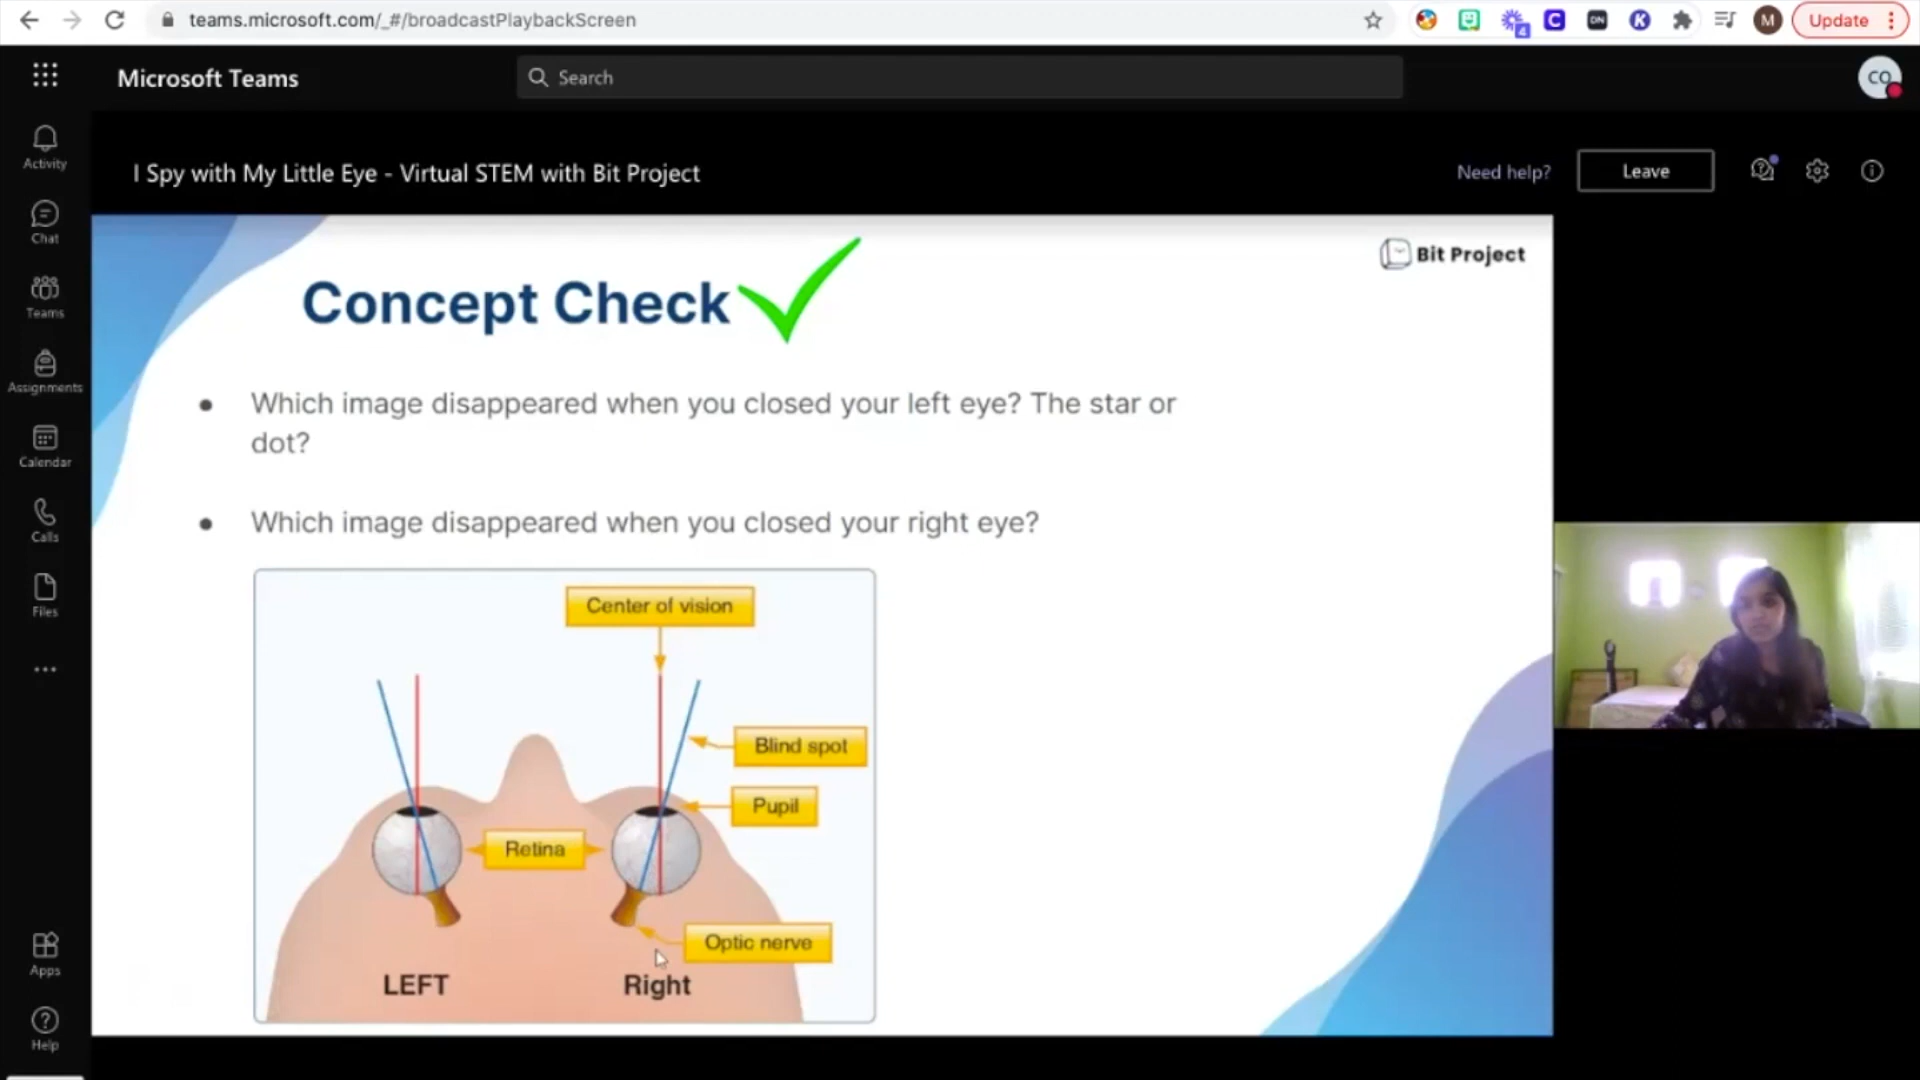 teams.microsoft.com/_#/broadcastPlaybackScreen
4
DN
K
M
Update
Microsoft Teams
Search
CO
Activity
Chat
Teams
Assignments
Calendar
Calls
Files
Apps
Help
I Spy with My Little Eye - Virtual STEM with Bit Project
Need help?
Leave
Bit Project
Concept Check
• Which image disappeared when you closed your left eye? The star or
dot?
• Which image disappeared when you closed your right eye?
Center of vision
Blind spot
Pupil
Retina
Optic nerve
LEFT
Right